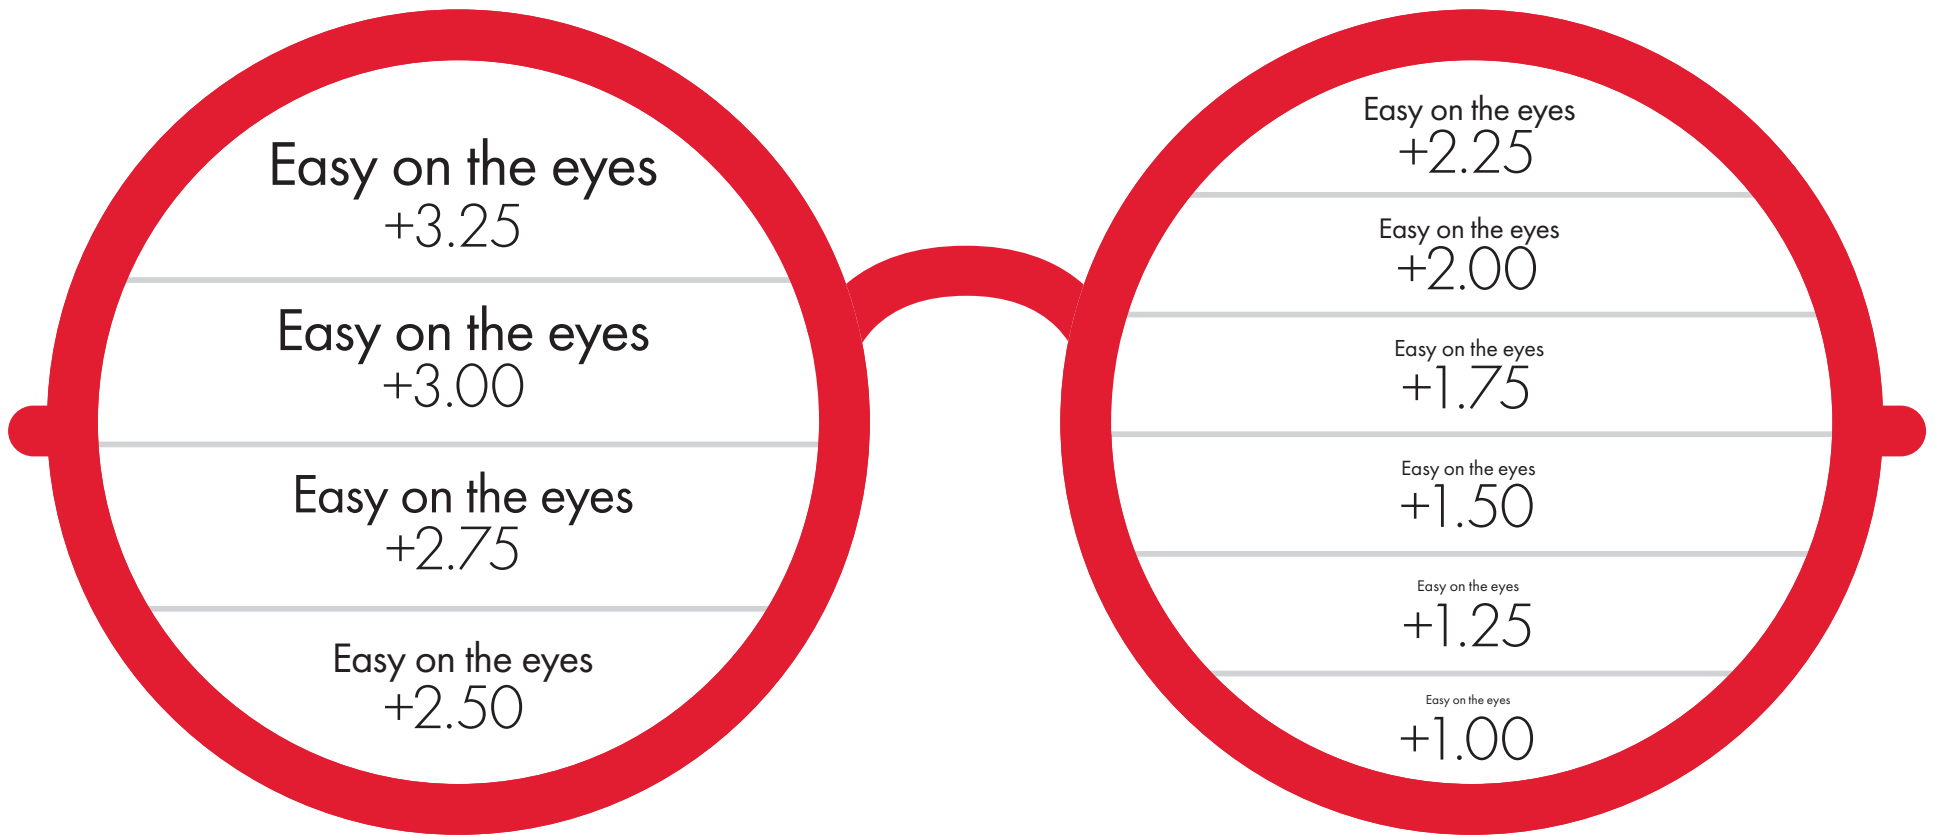 Easy on the eyes
+3.25
Easy on the eyes
+3.00
Easy on the eyes
+2.75
Easy on the eyes
+2.50
Easy on the eyes
+2.25
Easy on the eyes
+2.00
Easy on the eyes
+1.75
Easy on the eyes
+1.50
Easy on the eyes
+1.25
Easy on the eyes
+1.00